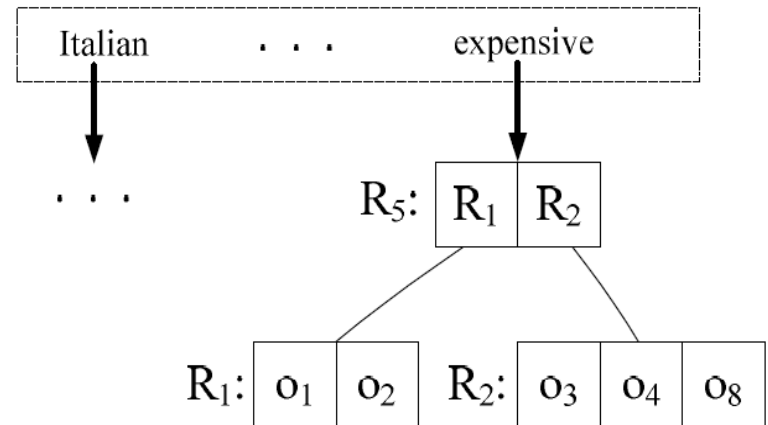 Italian . . . expensive
. . . R₅: R₁ R₂
R₁: o₁ o₂ R₂: o₃ o₄ o₈